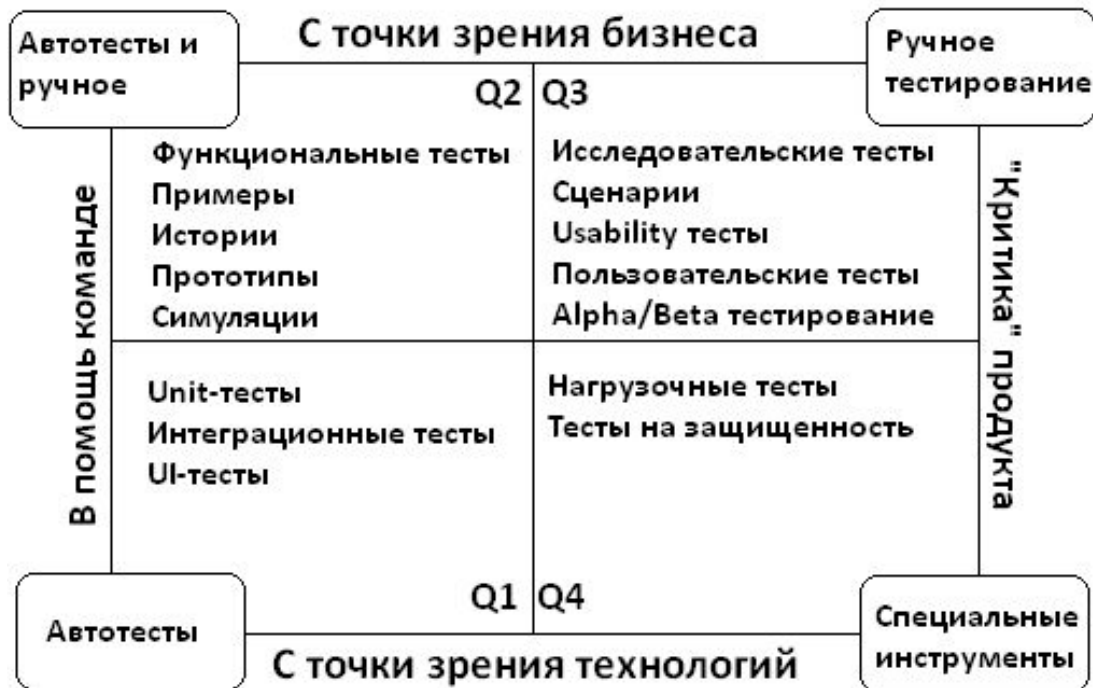 С точки зрения бизнеса
Автотесты и
ручное
Ручное
тестирование
Q2
Q3
В помощь команде
Функциональные тесты
Примеры
Истории
Прототипы
Симуляции
Исследовательские тесты
Сценарии
Usability тесты
Пользовательские тесты
Alpha/Beta тестирование
"Критика" продукта
Unit-тесты
Интеграционные тесты
UI-тесты
Нагрузочные тесты
Тесты на защищенность
Q1
Q4
Автотесты
Специальные
инструменты
С точки зрения технологий